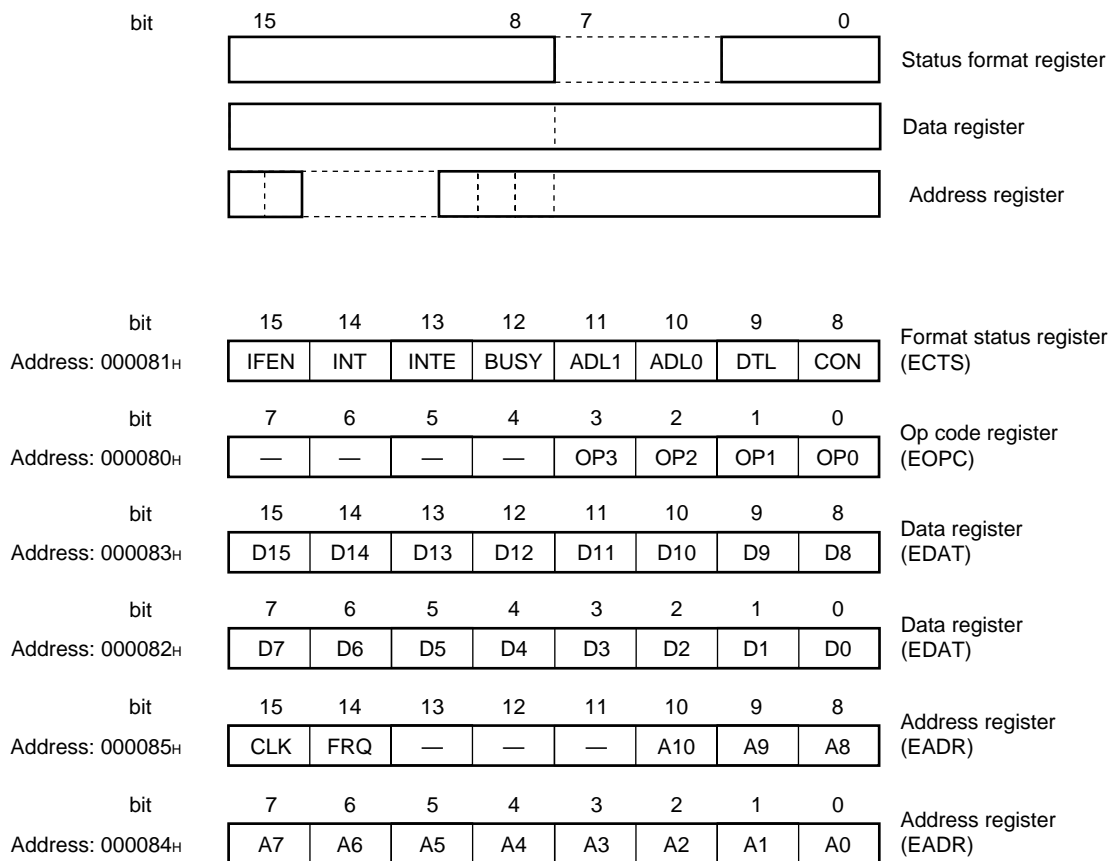 bit 15 8 7 0
Status format register
Data register
Address register
bit 15 14 13 12 11 10 9 8
Format status register
Address: 000081H IFEN INT INTE BUSY ADL1 ADL0 DTL CON (ECTS)
bit 7 6 5 4 3 2 1 0
Op code register
Address: 000080H — — — — OP3 OP2 OP1 OP0 (EOPC)
bit 15 14 13 12 11 10 9 8
Data register
Address: 000083H D15 D14 D13 D12 D11 D10 D9 D8 (EDAT)
bit 7 6 5 4 3 2 1 0
Data register
Address: 000082H D7 D6 D5 D4 D3 D2 D1 D0 (EDAT)
bit 15 14 13 12 11 10 9 8
Address register
Address: 000085H CLK FRQ — — — A10 A9 A8 (EADR)
bit 7 6 5 4 3 2 1 0
Address register
Address: 000084H A7 A6 A5 A4 A3 A2 A1 A0 (EADR)